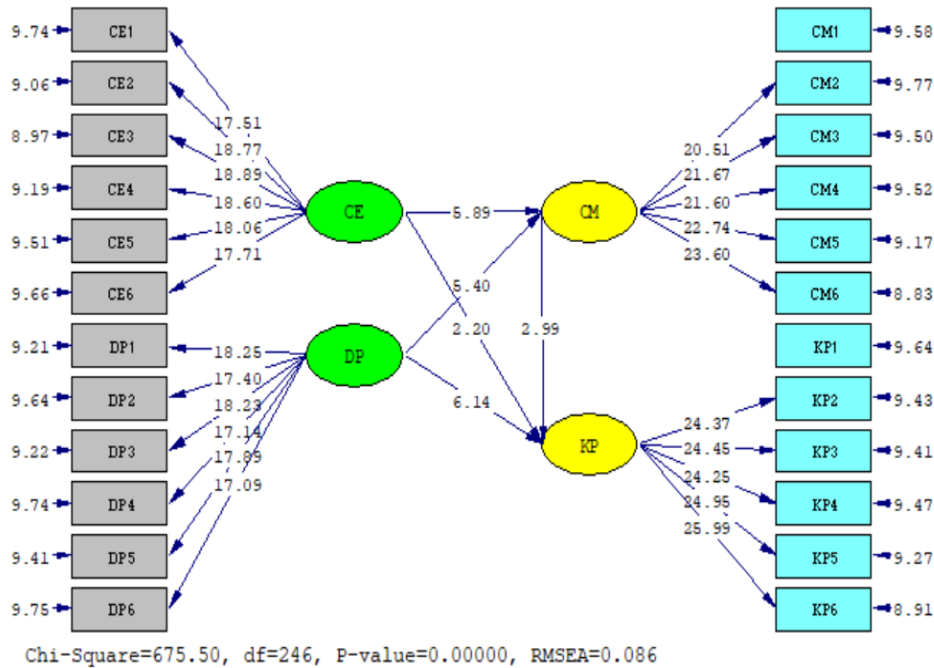 9.74 CE1 CM1 9.58
9.06 CE2 CM2 9.77
17.51
8.97 CE3 CM3 9.50
18.77 20.51
18.89 21.67
9.19 CE4 CM4 9.52
18.60 21.60
CE 5.89 CM
18.06 22.74
9.51 CE5 CM5 9.17
17.71 23.60
5.40
9.66 CE6 CM6 8.83
2.20 2.99
9.21 DP1 KP1 9.64
18.25 DP
17.40
9.64 DP2 KP2 9.43
6.14
18.23 24.37
17.14
9.22 DP3 KP KP3 9.41
17.89 24.45
24.25
17.09
9.74 DP4 KP4 9.47
24.95
25.99
9.41 DP5 KP5 9.27
9.75 DP6 KP6 8.91
Chi-Square=675.50, df=246, P-value=0.00000, RMSEA=0.086